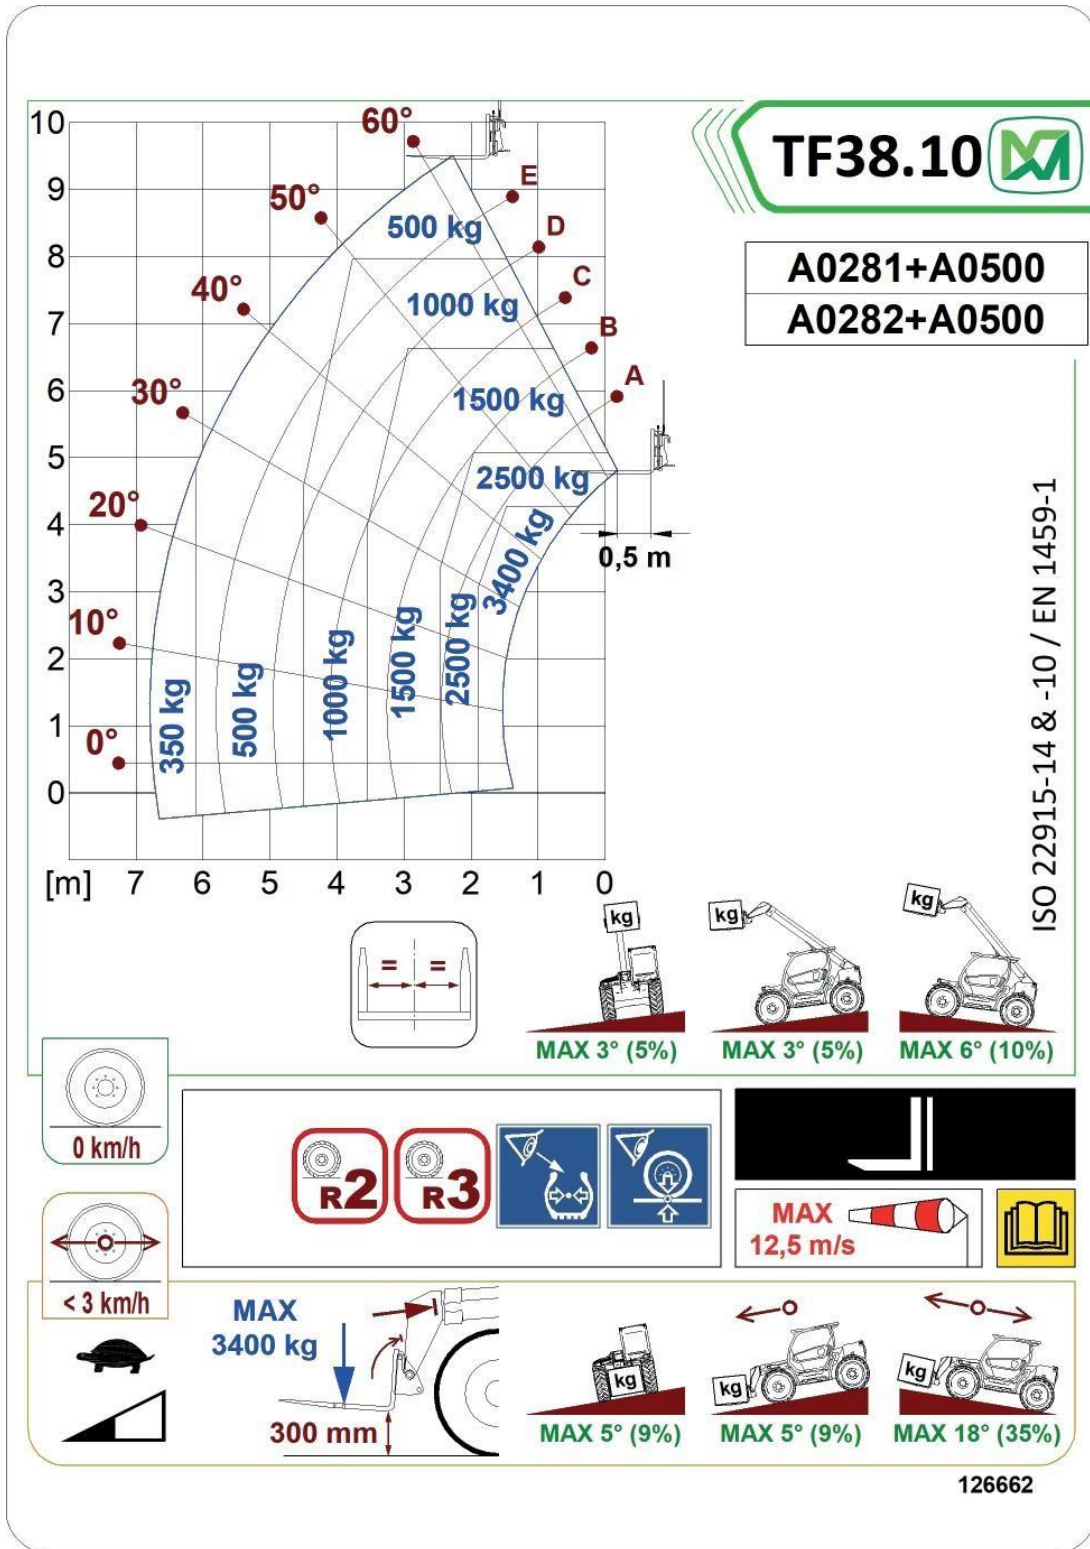 TF38.10
A0281+A0500
A0282+A0500
10
9
8
7
6
5
4
3
2
1
0
60°
50°
40°
30°
20°
10°
0°
E
D
C
B
A
500 kg
1000 kg
1500 kg
2500 kg
3400 kg
2500 kg
1500 kg
1000 kg
500 kg
350 kg
0,5 m
[m] 7 6 5 4 3 2 1 0
ISO 22915-14 & -10 / EN 1459-1
= =
kg
kg
kg
MAX 3° (5%)
MAX 3° (5%)
MAX 6° (10%)
0 km/h
R2
R3
MAX
12,5 m/s
< 3 km/h
MAX
3400 kg
300 mm
kg
kg
kg
MAX 5° (9%)
MAX 5° (9%)
MAX 18° (35%)
126662